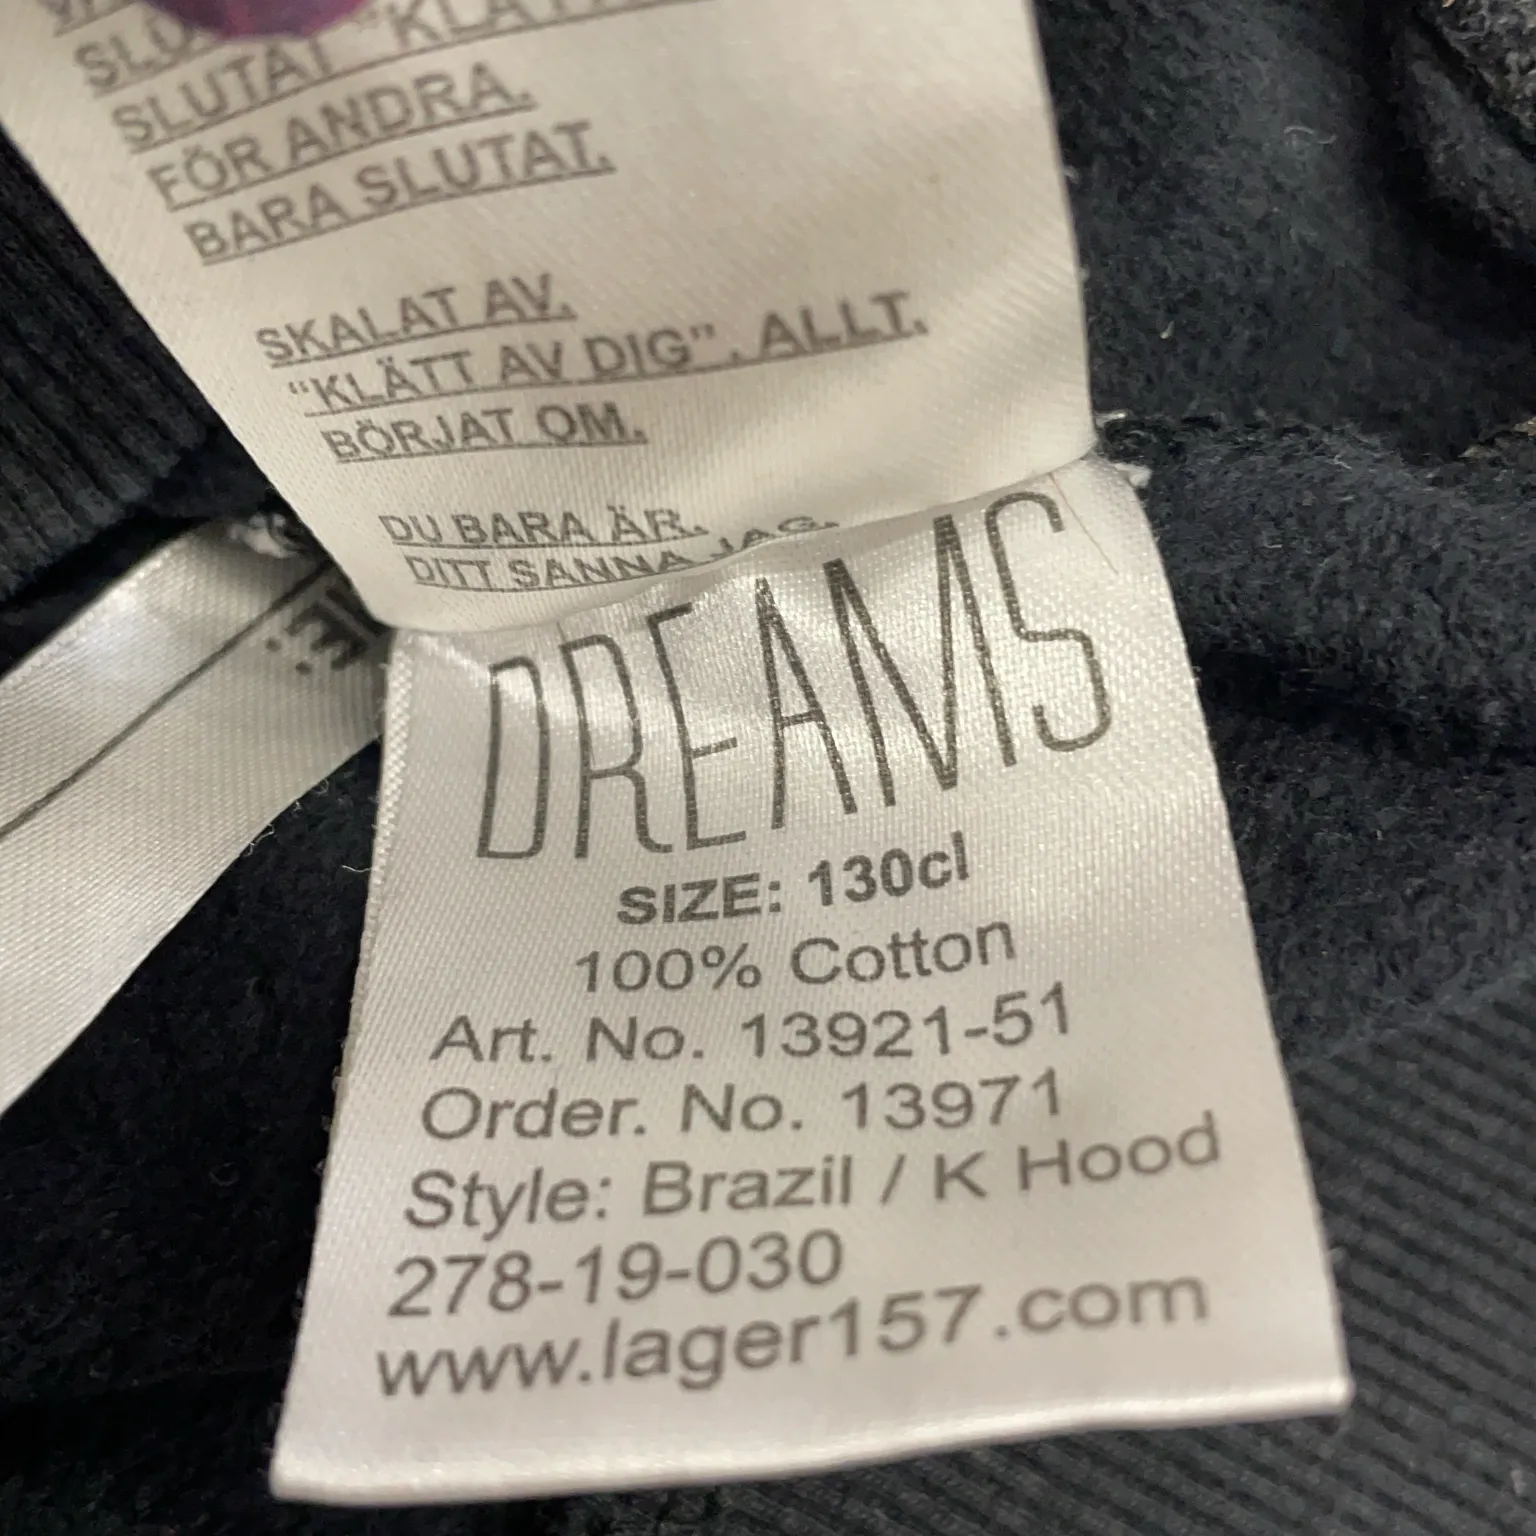 SLUTAT "KLÄTT
FÖR ANDRA.
BARA SLUTAT.
SKALAT AV.
"KLÄTT AV DIG". ALLT.
BÖRJAT OM.
DU BARA ÄR.
DITT SANNA JAG.
DREAMS
SIZE: 130cl
100% Cotton
Art. No. 13921-51
Order. No. 13971
Style: Brazil / K Hood
278-19-030
www.lager157.com